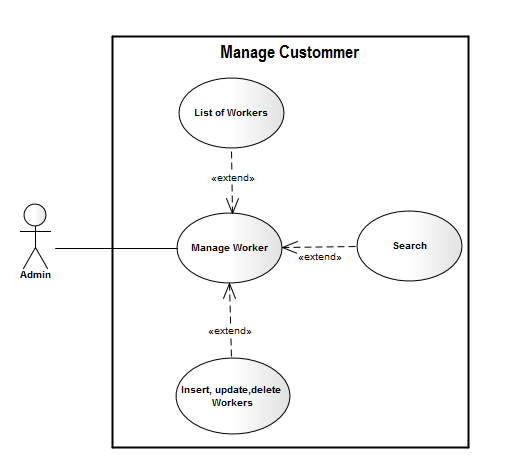 Manage Custommer
List of Workers
«extend»
Manage Worker
Search
«extend»
Admin
«extend»
Insert, update,delete
Workers